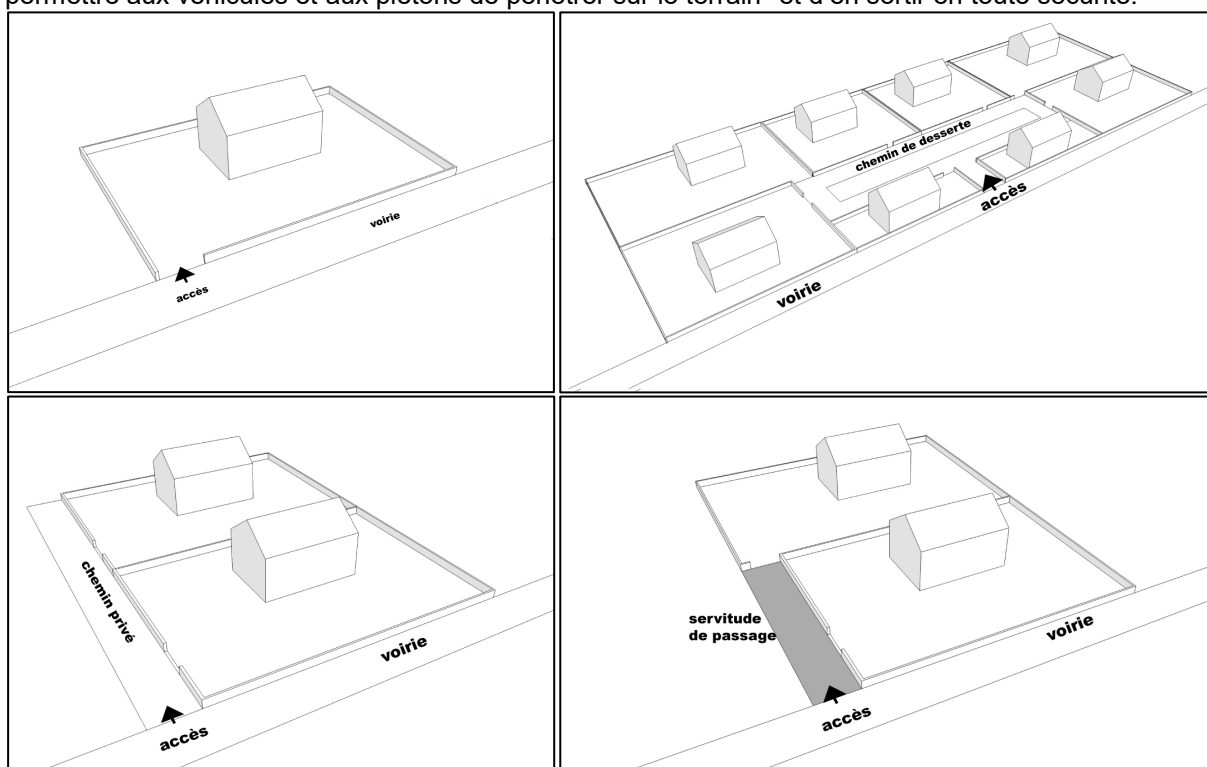 permettre aux véhicules et aux piétons de pénétrer sur le terrain et d'en sortir en toute sécurité.
voirie
accès
chemin de desserte
accès
voirie
chemin privé
voirie
accès
servitude
de passage
voirie
accès